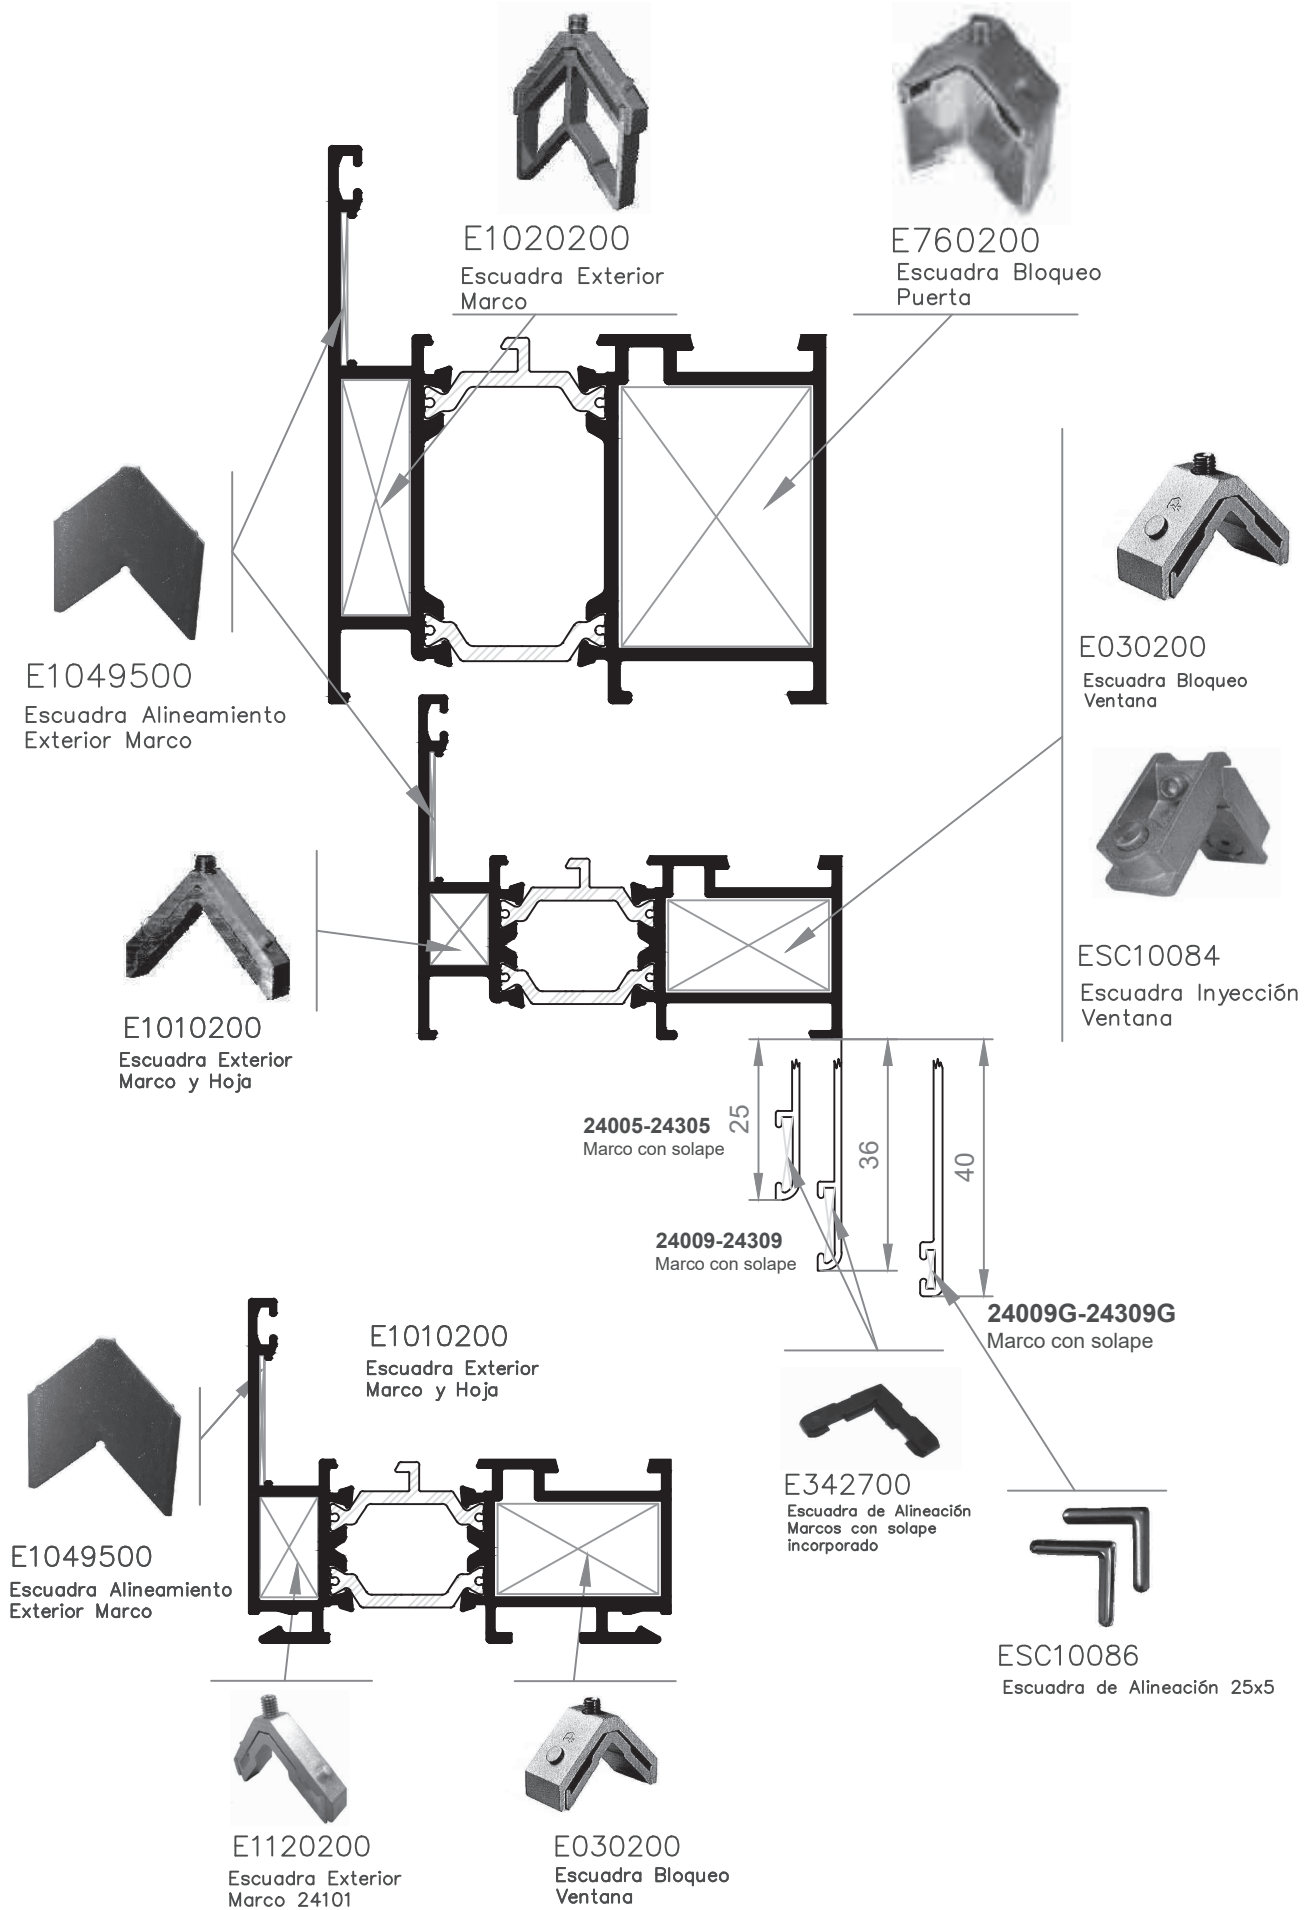 E1020200
Escuadra Exterior
Marco
E760200
Escuadra Bloqueo
Puerta
E1049500
Escuadra Alineamiento
Exterior Marco
E030200
Escuadra Bloqueo
Ventana
ESC10084
Escuadra Inyección
Ventana
E1010200
Escuadra Exterior
Marco y Hoja
24005-24305
Marco con solape
25
36
40
24009-24309
Marco con solape
24009G-24309G
Marco con solape
E1010200
Escuadra Exterior
Marco y Hoja
E342700
Escuadra de Alineación
Marcos con solape
incorporado
E1049500
Escuadra Alineamiento
Exterior Marco
ESC10086
Escuadra de Alineación 25x5
E1120200
Escuadra Exterior
Marco 24101
E030200
Escuadra Bloqueo
Ventana